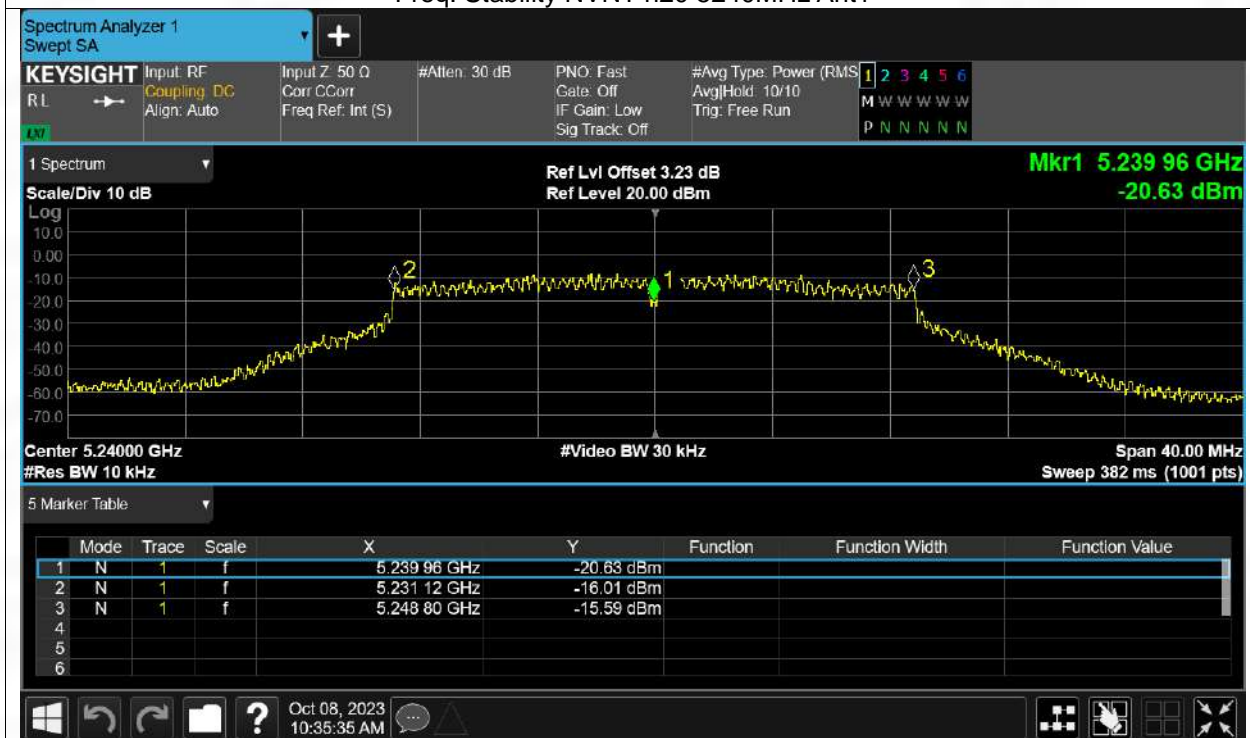 Spectrum Analyzer 1
Swept SA
+
KEYSIGHT
RL
LXI
Input: RF
Coupling: DC
Align: Auto
Input Z: 50 Ω
Corr CCorr
Freq Ref: Int (S)
#Atten: 30 dB
PNO: Fast
Gate: Off
IF Gain: Low
Sig Track: Off
#Avg Type: Power (RMS
Avg|Hold: 10/10
Trig: Free Run
1 2 3 4 5 6
M W W W W W
P N N N N N
1 Spectrum
Scale/Div 10 dB
Ref Lvl Offset 3.23 dB
Ref Level 20.00 dBm
Mkr1 5.239 96 GHz
-20.63 dBm
Log
10.0
0.00
-10.0
-20.0
-30.0
-40.0
-50.0
-60.0
-70.0
2
1
3
Center 5.24000 GHz
#Video BW 30 kHz
Span 40.00 MHz
#Res BW 10 kHz
Sweep 382 ms (1001 pts)
5 Marker Table
Mode Trace Scale X Y Function Function Width Function Value
1 N 1 f 5.239 96 GHz -20.63 dBm
2 N 1 f 5.231 12 GHz -16.01 dBm
3 N 1 f 5.248 80 GHz -15.59 dBm
4
5
6
?
Oct 08, 2023
10:35:35 AM